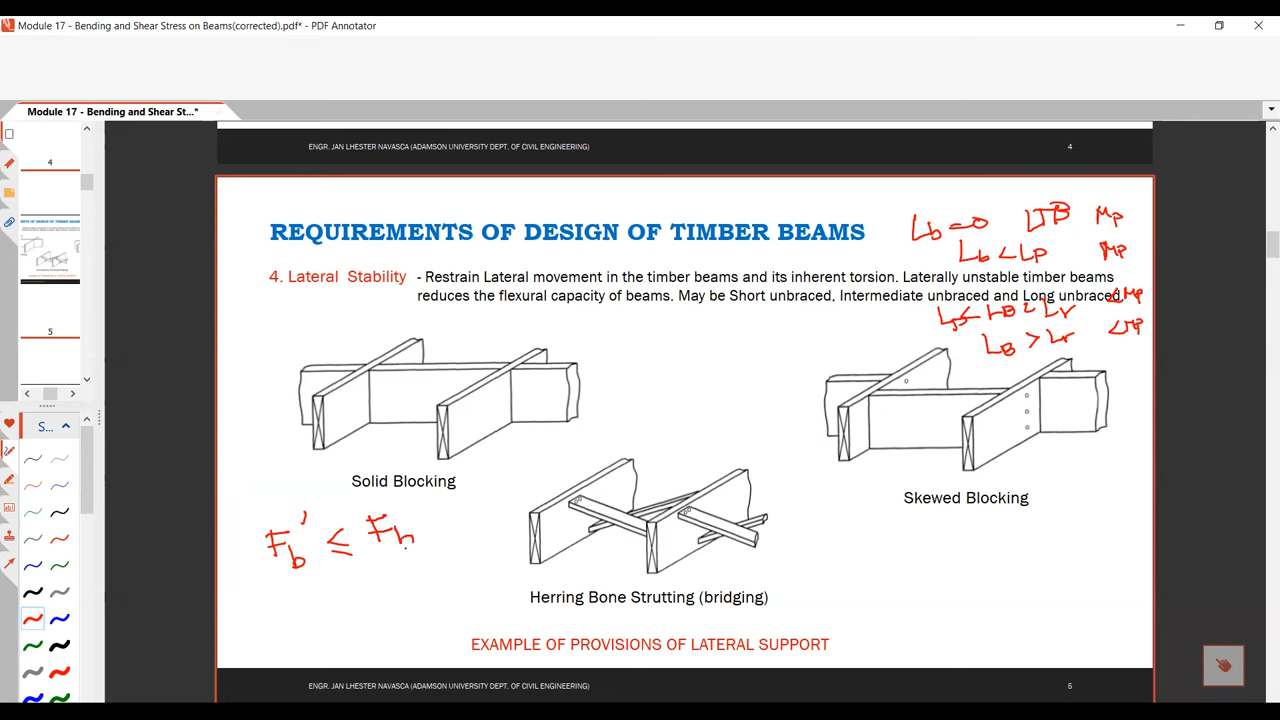 Module 17 - Bending and Shear Stress on Beams(corrected).pdf* - PDF Annotator
Module 17 - Bending and Shear St...*
4
5
S...
ENGR. JAN LHESTER NAVASCA (ADAMSON UNIVERSITY DEPT. OF CIVIL ENGINEERING)
4
REQUIREMENTS OF DESIGN OF TIMBER BEAMS
Lb = 0 LTB Mp
Lb < Lp Mp
4. Lateral Stability - Restrain Lateral movement in the timber beams and its inherent torsion. Laterally unstable timber beams
reduces the flexural capacity of beams. May be Short unbraced, Intermediate unbraced and Long unbraced.
< Mp
LB < Lr
LB > Lr < Mp
Solid Blocking
Skewed Blocking
Fb' ≤ Fb
Herring Bone Strutting (bridging)
EXAMPLE OF PROVISIONS OF LATERAL SUPPORT
ENGR. JAN LHESTER NAVASCA (ADAMSON UNIVERSITY DEPT. OF CIVIL ENGINEERING)
5